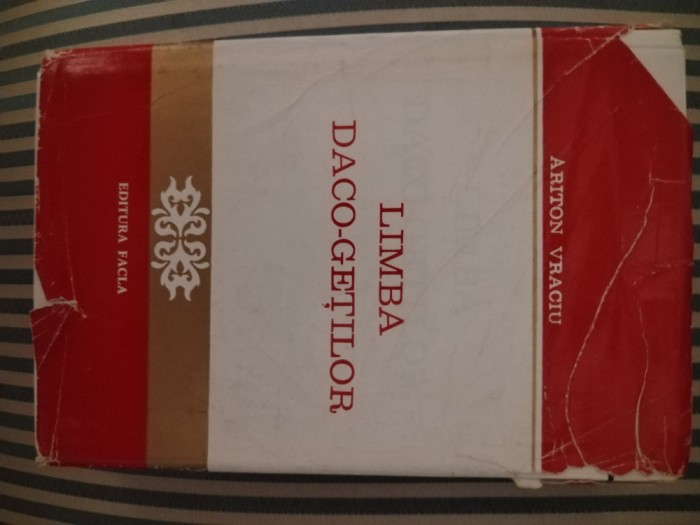 ARITON VRACIU
LIMBA
DACO-GEȚILOR
EDITURA FACLA